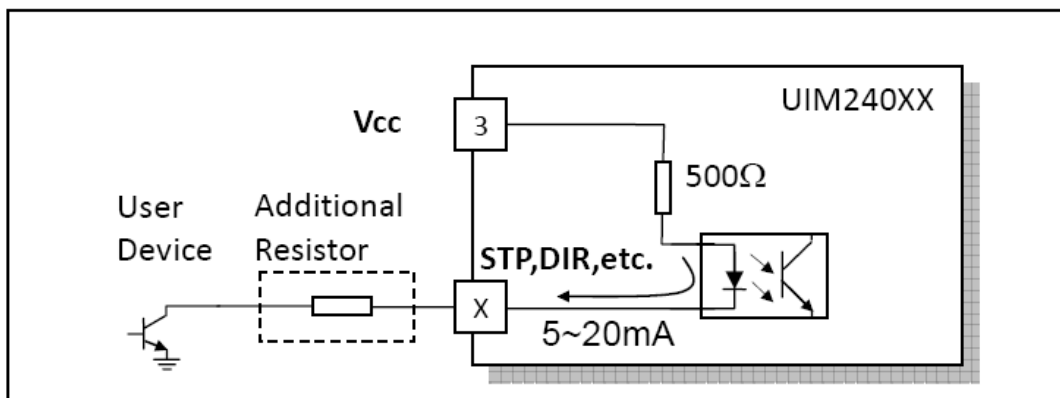 UIM240XX
Vcc
3
500Ω
User
Device
Additional
Resistor
STP,DIR,etc.
X
5~20mA